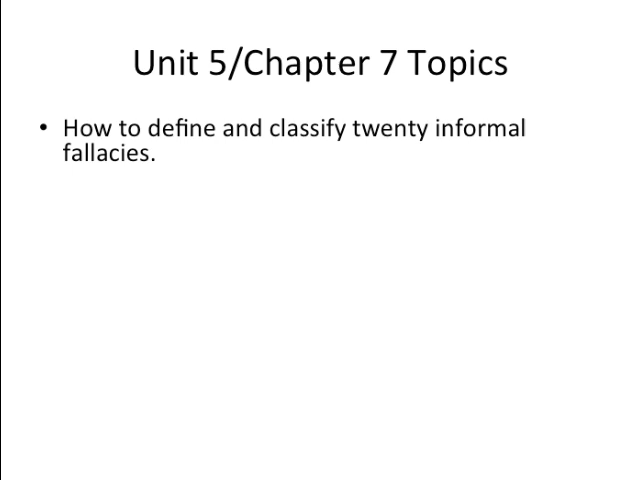 Unit 5/Chapter 7 Topics
• How to define and classify twenty informal
fallacies.